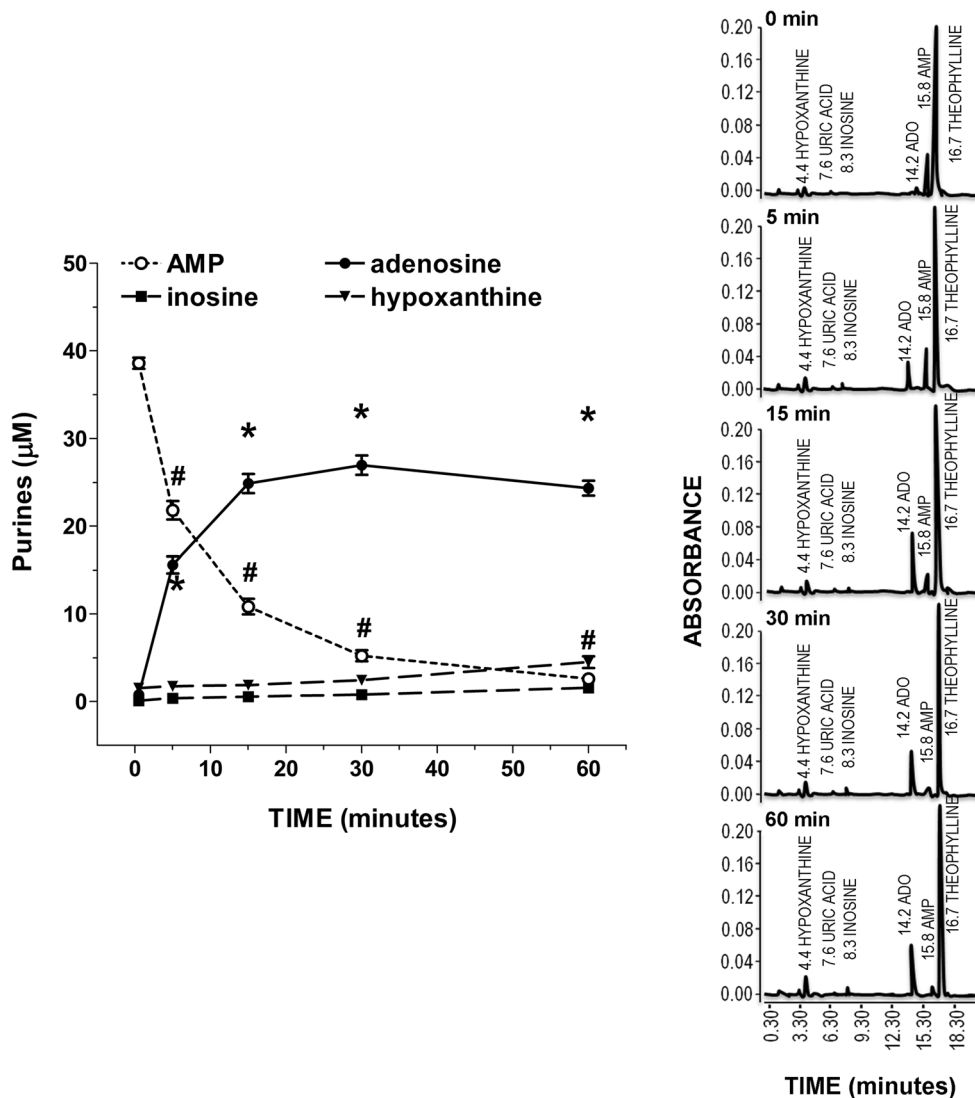 AMP
adenosine
inosine
hypoxanthine
Purines (µM)
50
40
30
20
10
0
#
*
*
*
*
#
#
#
0
10
20
30
40
50
60
TIME (minutes)
ABSORBANCE
0 min
0.20
0.16
0.12
0.08
0.04
0.00
4.4 HYPOXANTHINE
7.6 URIC ACID
8.3 INOSINE
14.2 ADO
15.8 AMP
16.7 THEOPHYLLINE
5 min
0.20
0.16
0.12
0.08
0.04
0.00
4.4 HYPOXANTHINE
7.6 URIC ACID
8.3 INOSINE
14.2 ADO
15.8 AMP
16.7 THEOPHYLLINE
15 min
0.20
0.16
0.12
0.08
0.04
0.00
4.4 HYPOXANTHINE
7.6 URIC ACID
8.3 INOSINE
14.2 ADO
15.8 AMP
16.7 THEOPHYLLINE
30 min
0.20
0.16
0.12
0.08
0.04
0.00
4.4 HYPOXANTHINE
7.6 URIC ACID
8.3 INOSINE
14.2 ADO
15.8 AMP
16.7 THEOPHYLLINE
60 min
0.20
0.16
0.12
0.08
0.04
0.00
4.4 HYPOXANTHINE
7.6 URIC ACID
8.3 INOSINE
14.2 ADO
15.8 AMP
16.7 THEOPHYLLINE
0.30
3.30
6.30
9.30
12.30
15.30
18.30
TIME (minutes)